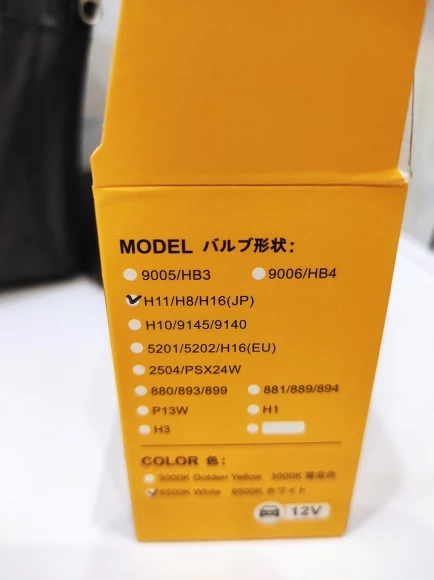 MODEL バルブ形状:
9005/HB3 9006/HB4
H11/H8/H16(JP)
H10/9145/9140
5201/5202/H16(EU)
2504/PSX24W
880/893/899 881/889/894
P13W H1
H3
COLOR 色:
3000K Golden Yellow 3000K 黄金色
6500K White 6500K ホワイト
12V